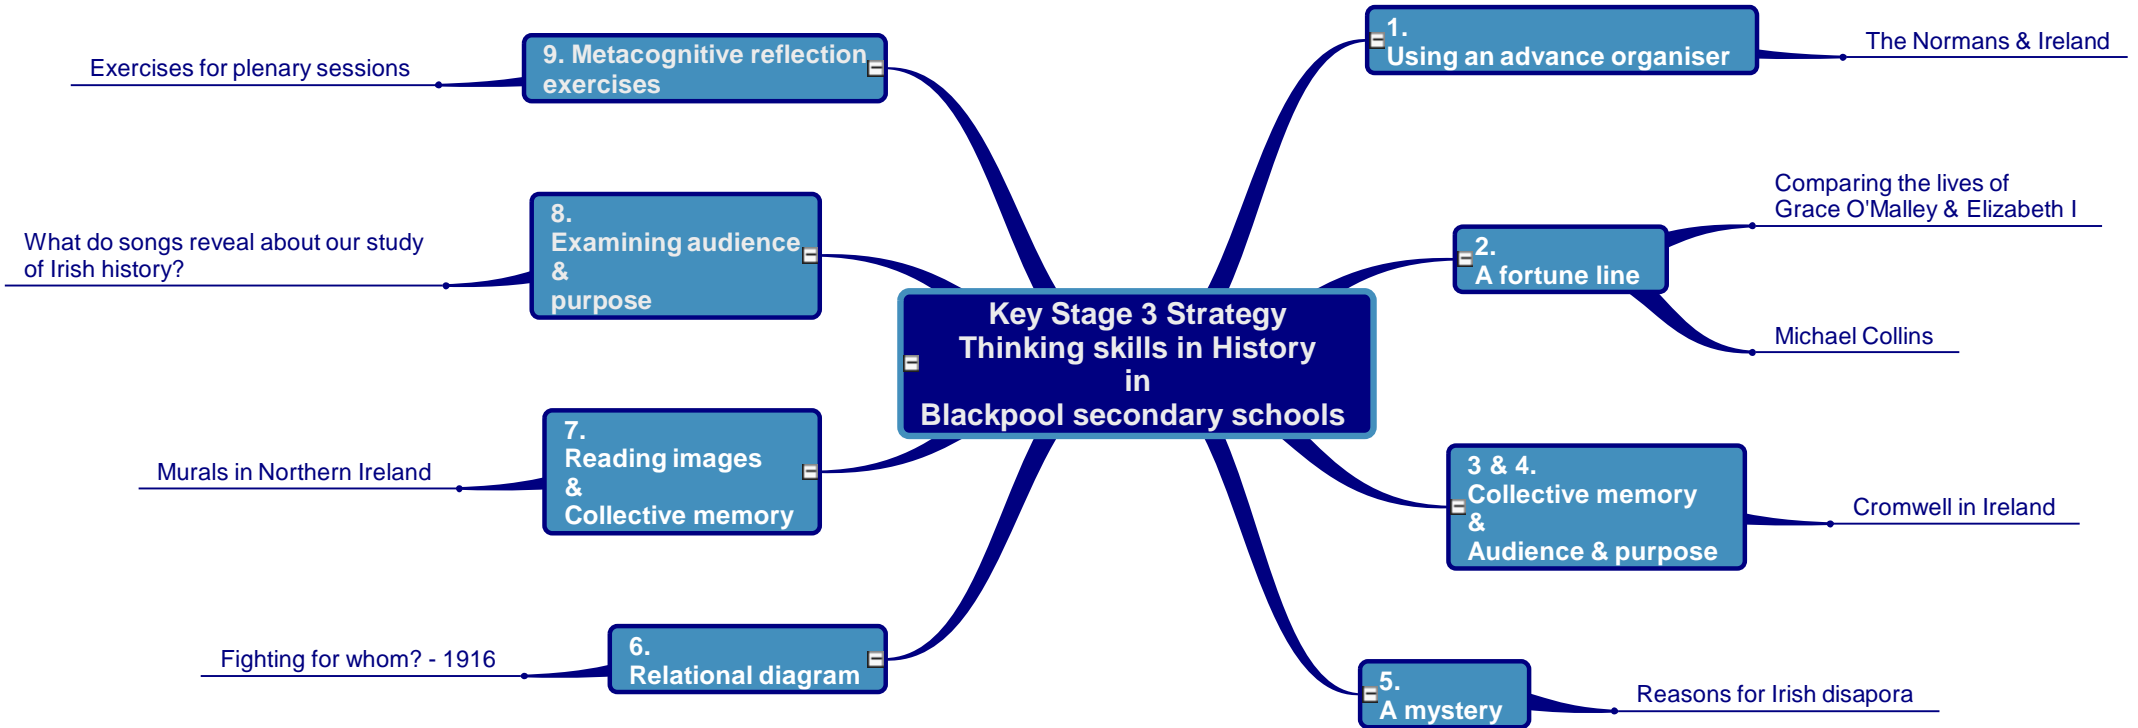 Key Stage 3 Strategy
Thinking skills in History
in
Blackpool secondary schools
1.
Using an advance organiser
The Normans & Ireland
2.
A fortune line
Comparing the lives of
Grace O'Malley & Elizabeth I
Michael Collins
3 & 4.
Collective memory
&
Audience & purpose
Cromwell in Ireland
5.
A mystery
Reasons for Irish disapora
6.
Relational diagram
Fighting for whom? - 1916
7.
Reading images
&
Collective memory
Murals in Northern Ireland
8.
Examining audience
&
purpose
What do songs reveal about our study
of Irish history?
9. Metacognitive reflection
exercises
Exercises for plenary sessions